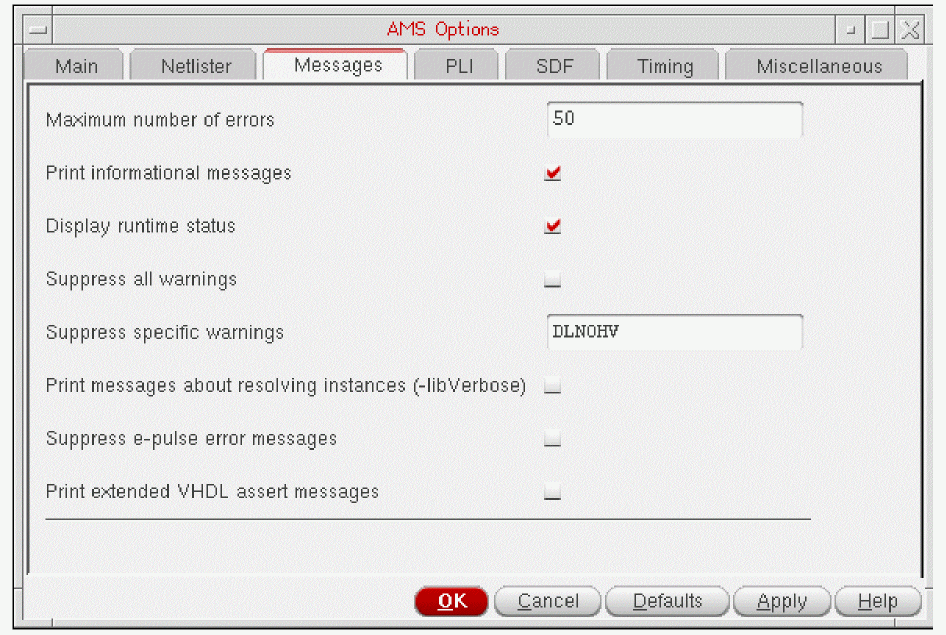 AMS Options
Main Netlister Messages PLI SDF Timing Miscellaneous
Maximum number of errors 50
Print informational messages
Display runtime status
Suppress all warnings
Suppress specific warnings DLNOHV
Print messages about resolving instances (-libVerbose)
Suppress e-pulse error messages
Print extended VHDL assert messages
OK Cancel Defaults Apply Help